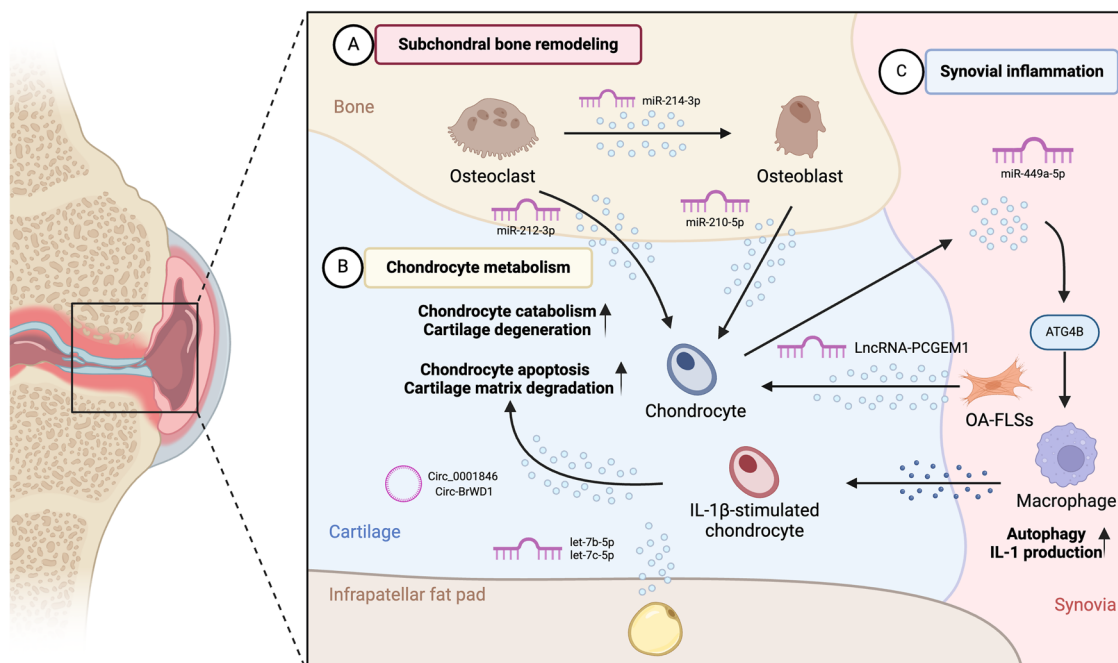 A
Subchondral bone remodeling
C
Synovial inflammation
Bone
miR-214-3p
Osteoclast
Osteoblast
miR-449a-5p
miR-212-3p
miR-210-5p
B
Chondrocyte metabolism
Chondrocyte catabolism
Cartilage degeneration
Chondrocyte apoptosis
Cartilage matrix degradation
Chondrocyte
LncRNA-PCGEM1
ATG4B
OA-FLSs
Circ_0001846
Circ-BrWD1
IL-1β-stimulated
chondrocyte
Macrophage
Autophagy
IL-1 production
Cartilage
let-7b-5p
let-7c-5p
Infrapatellar fat pad
Synovia